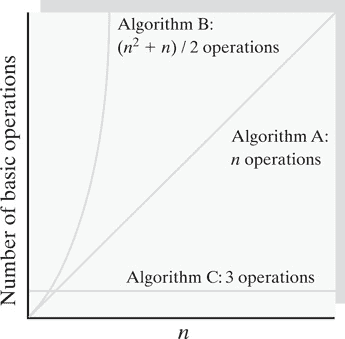 Algorithm B:
(n² + n) / 2 operations
Algorithm A:
n operations
Algorithm C: 3 operations
Number of basic operations
n